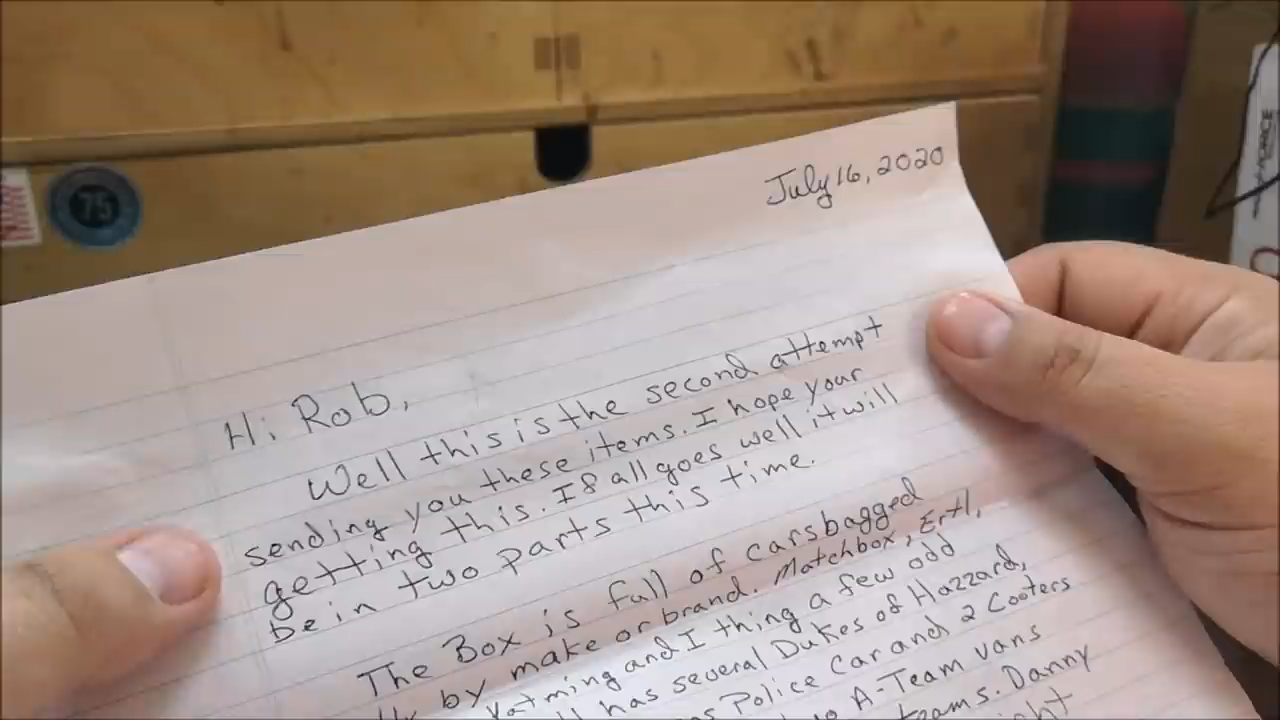 75
July 16, 2020
Hi Rob,
Well this is the second attempt
sending you these items. I hope your
getting this. If all goes well it will
be in two parts this time.
The Box is full of cars bagged
by make or brand. Matchbox, Ertl,
Yatming and I thing a few odd
has several Dukes of Hazzard,
Police Car and 2 Cooters
A-Team vans
Danny